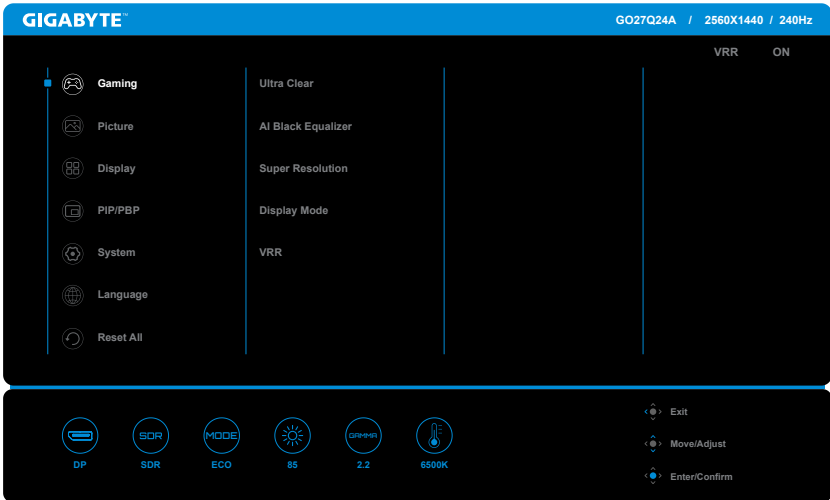 GIGABYTE™ GO27Q24A / 2560X1440 / 240Hz
VRR ON
Gaming Ultra Clear
Picture AI Black Equalizer
Display Super Resolution
PIP/PBP Display Mode
System VRR
Language
Reset All
Exit
SDR MODE GAMMA
Move/Adjust
DP SDR ECO 85 2.2 6500K
Enter/Confirm